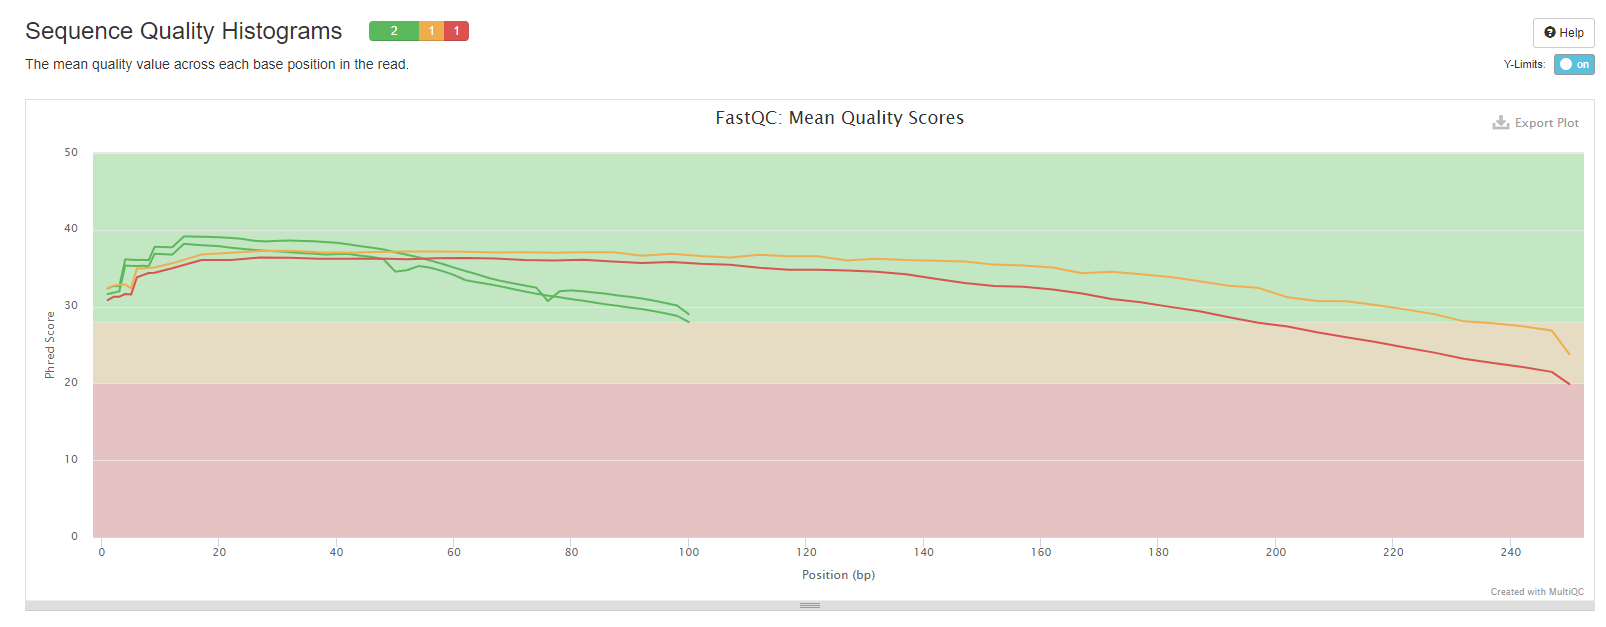 Sequence Quality Histograms 2 1 1
Help
The mean quality value across each base position in the read.
Y-Limits: on
FastQC: Mean Quality Scores
Export Plot
50
40
30
20
10
0
Phred Score
0 20 40 60 80 100 120 140 160 180 200 220 240
Position (bp)
Created with MultiQC